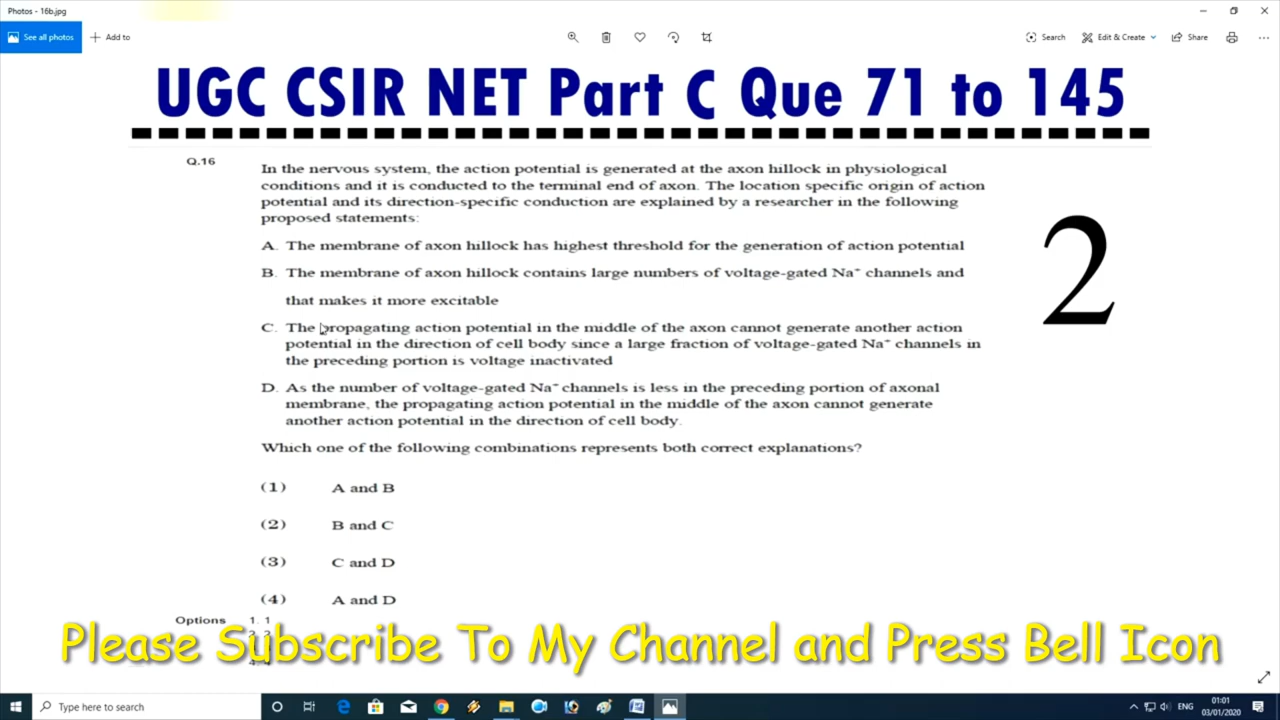 Photos - 16b.jpg
See all photos
Add to
Search
Edit & Create
Share
UGC CSIR NET Part C Que 71 to 145
Q.16
In the nervous system, the action potential is generated at the axon hillock in physiological
conditions and it is conducted to the terminal end of axon. The location specific origin of action
potential and its direction-specific conduction are explained by a researcher in the following
proposed statements:
A. The membrane of axon hillock has highest threshold for the generation of action potential
B. The membrane of axon hillock contains large numbers of voltage-gated Na⁺ channels and
that makes it more excitable
C. The propagating action potential in the middle of the axon cannot generate another action
potential in the direction of cell body since a large fraction of voltage-gated Na⁺ channels in
the preceding portion is voltage inactivated
D. As the number of voltage-gated Na⁺ channels is less in the preceding portion of axonal
membrane, the propagating action potential in the middle of the axon cannot generate
another action potential in the direction of cell body.
Which one of the following combinations represents both correct explanations?
(1) A and B
(2) B and C
(3) C and D
(4) A and D
2
Options 1. 1
Please Subscribe To My Channel and Press Bell Icon
Type here to search
ENG
01:01
03/01/2020